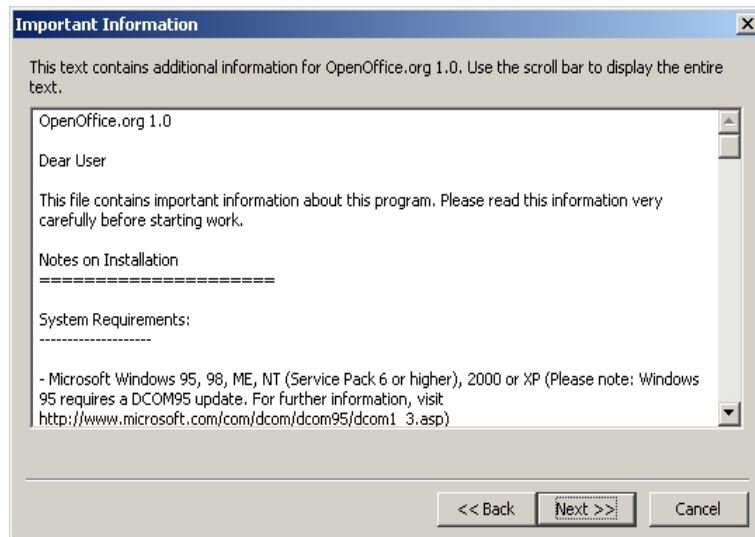 Important Information
This text contains additional information for OpenOffice.org 1.0. Use the scroll bar to display the entire
text.
OpenOffice.org 1.0
Dear User
This file contains important information about this program. Please read this information very
carefully before starting work.
Notes on Installation
=====================
System Requirements:
--------------------
- Microsoft Windows 95, 98, ME, NT (Service Pack 6 or higher), 2000 or XP (Please note: Windows
95 requires a DCOM95 update. For further information, visit
http://www.microsoft.com/com/dcom/dcom95/dcom1_3.asp)
<< Back
Next >>
Cancel